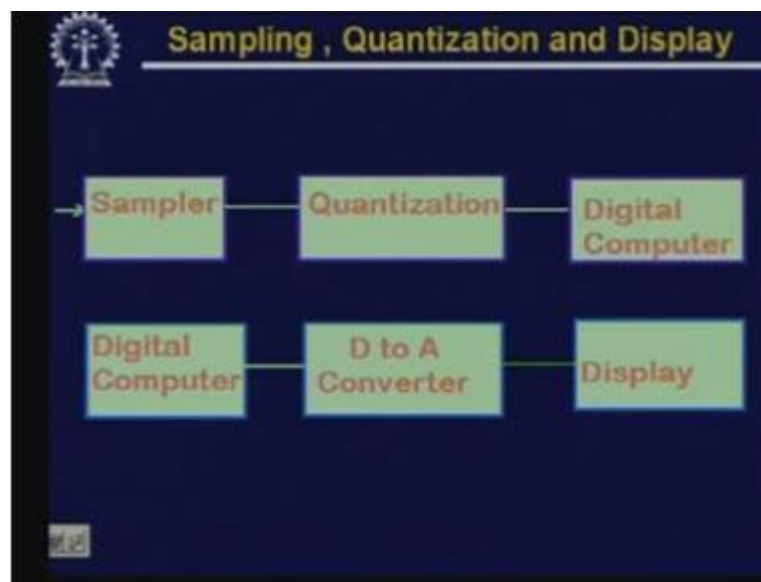 Sampling , Quantization and Display
Sampler
Quantization
Digital
Computer
Digital
Computer
D to A
Converter
Display